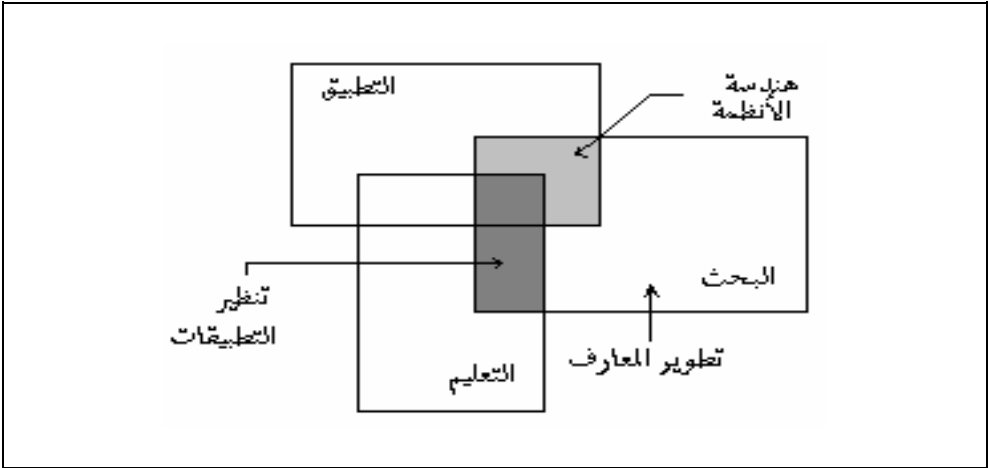 التطبيق
هندسة
الأنظمة
البحث
تنظير
التطبيقات
تطوير المعارف
التعليم